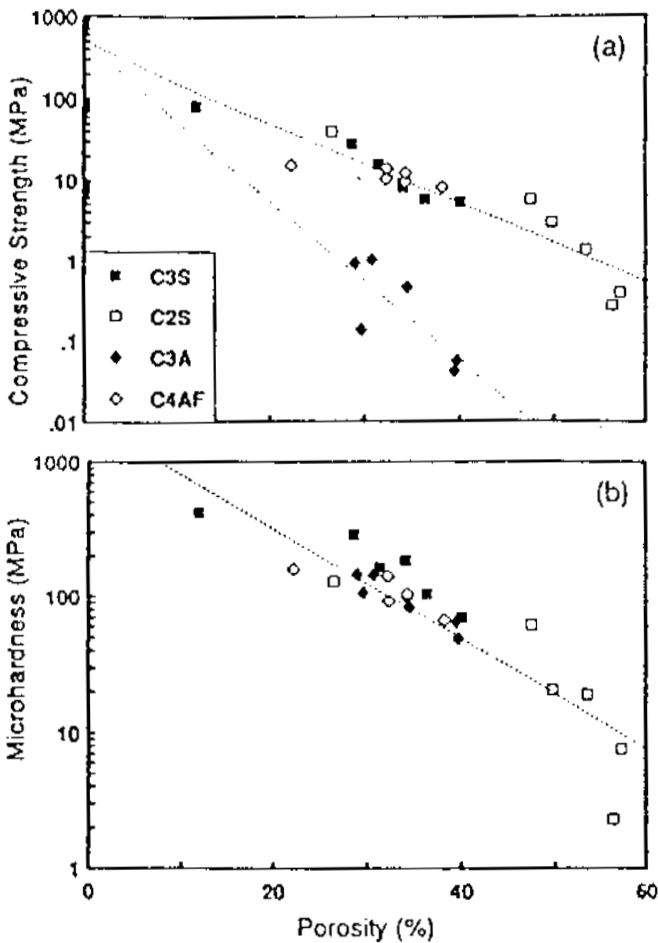 1000
(a)
100
10
1
.1
.01
Compressive Strength (MPa)
C3S
C2S
C3A
C4AF
1000
(b)
100
10
1
Microhardness (MPa)
0
20
40
60
Porosity (%)